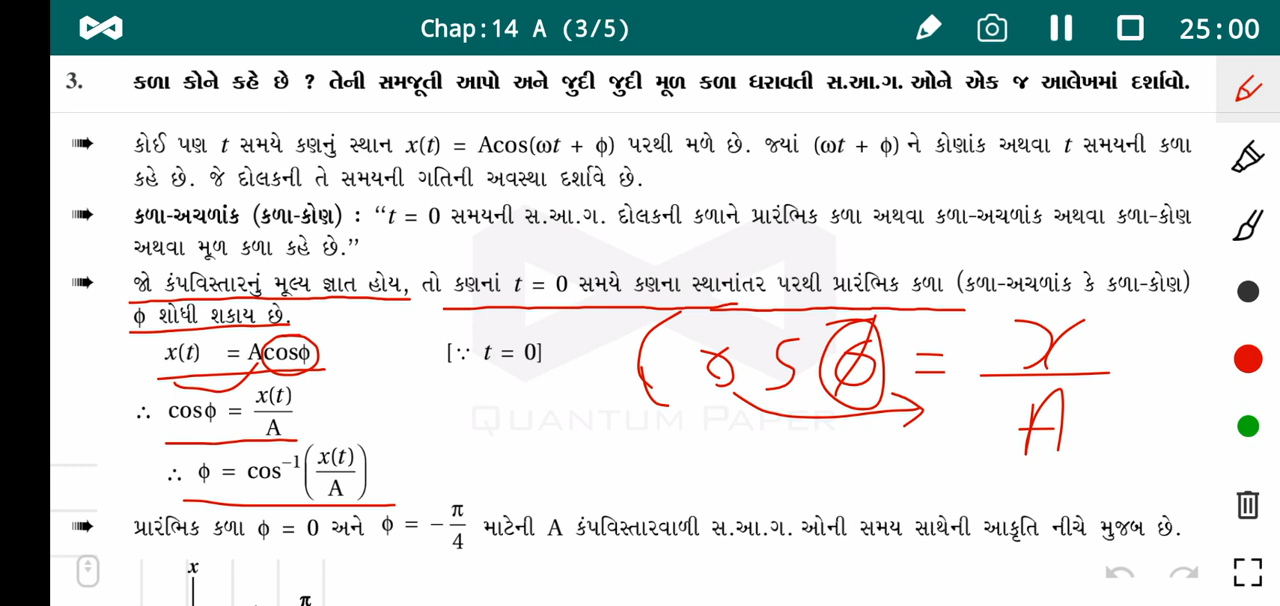 Chap:14 A (3/5)
25:00
3. કળા કોને કહે છે ? તેની સમજૂતી આપો અને જુદી જુદી મૂળ કળા ધરાવતી સ.આ.ગ. ઓને એક જ આલેખમાં દર્શાવો.
કોઈ પણ t સમયે કણનું સ્થાન x(t) = Acos(ωt + ϕ) પરથી મળે છે. જ્યાં (ωt + ϕ) ને કોણાંક અથવા t સમયની કળા
કહે છે. જે દોલકની તે સમયની ગતિની અવસ્થા દર્શાવે છે.
કળા-અચળાંક (કળા-કોણ) : “t = 0 સમયની સ.આ.ગ. દોલકની કળાને પ્રારંભિક કળા અથવા કળા-અચળાંક અથવા કળા-કોણ
અથવા મૂળ કળા કહે છે.”
જો કંપવિસ્તારનું મૂલ્ય જ્ઞાત હોય, તો કણનાં t = 0 સમયે કણના સ્થાનાંતર પરથી પ્રારંભિક કળા (કળા-અચળાંક કે કળા-કોણ)
ϕ શોધી શકાય છે.
x(t) = Acosϕ [∵ t = 0]
∴ cosϕ = x(t)/A
∴ ϕ = cos⁻¹(x(t)/A)
cos ϕ = x/A
QUANTUM PAPER
પ્રારંભિક કળા ϕ = 0 અને ϕ = −π/4 માટેની A કંપવિસ્તારવાળી સ.આ.ગ. ઓની સમય સાથેની આકૃતિ નીચે મુજબ છે.
x
π